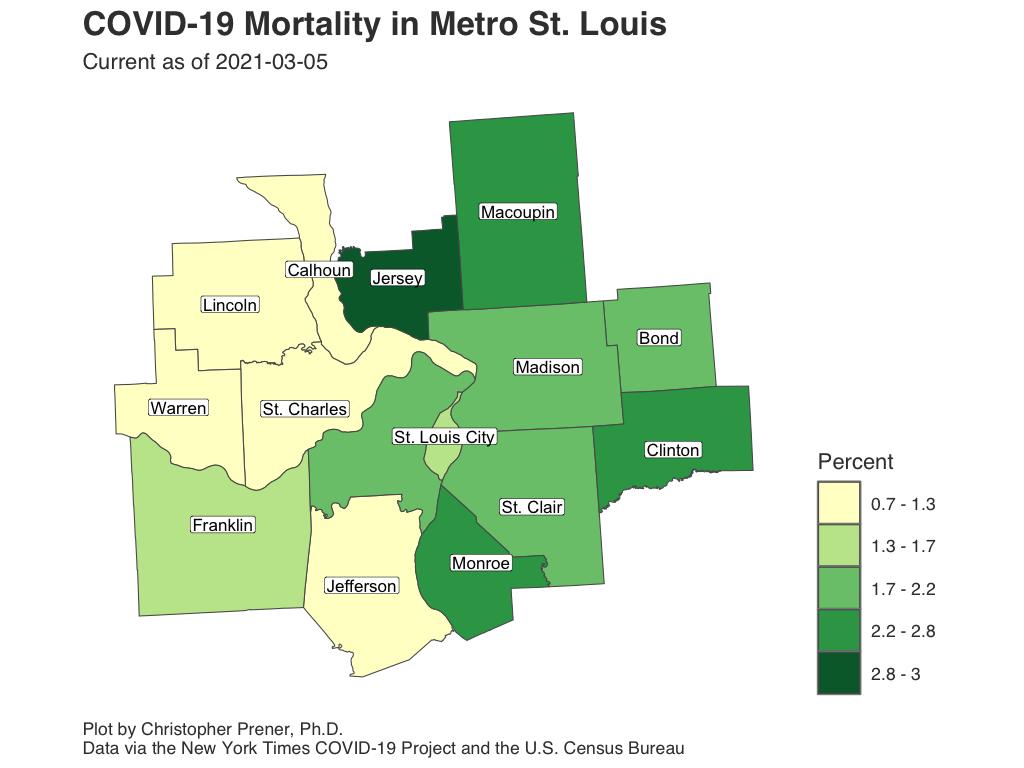 COVID-19 Mortality in Metro St. Louis
Current as of 2021-03-05
Macoupin
Calhoun
Jersey
Lincoln
Bond
Madison
Warren
St. Charles
St. Louis City
Clinton
St. Clair
Franklin
Monroe
Jefferson
Percent
0.7 - 1.3
1.3 - 1.7
1.7 - 2.2
2.2 - 2.8
2.8 - 3
Plot by Christopher Prener, Ph.D.
Data via the New York Times COVID-19 Project and the U.S. Census Bureau